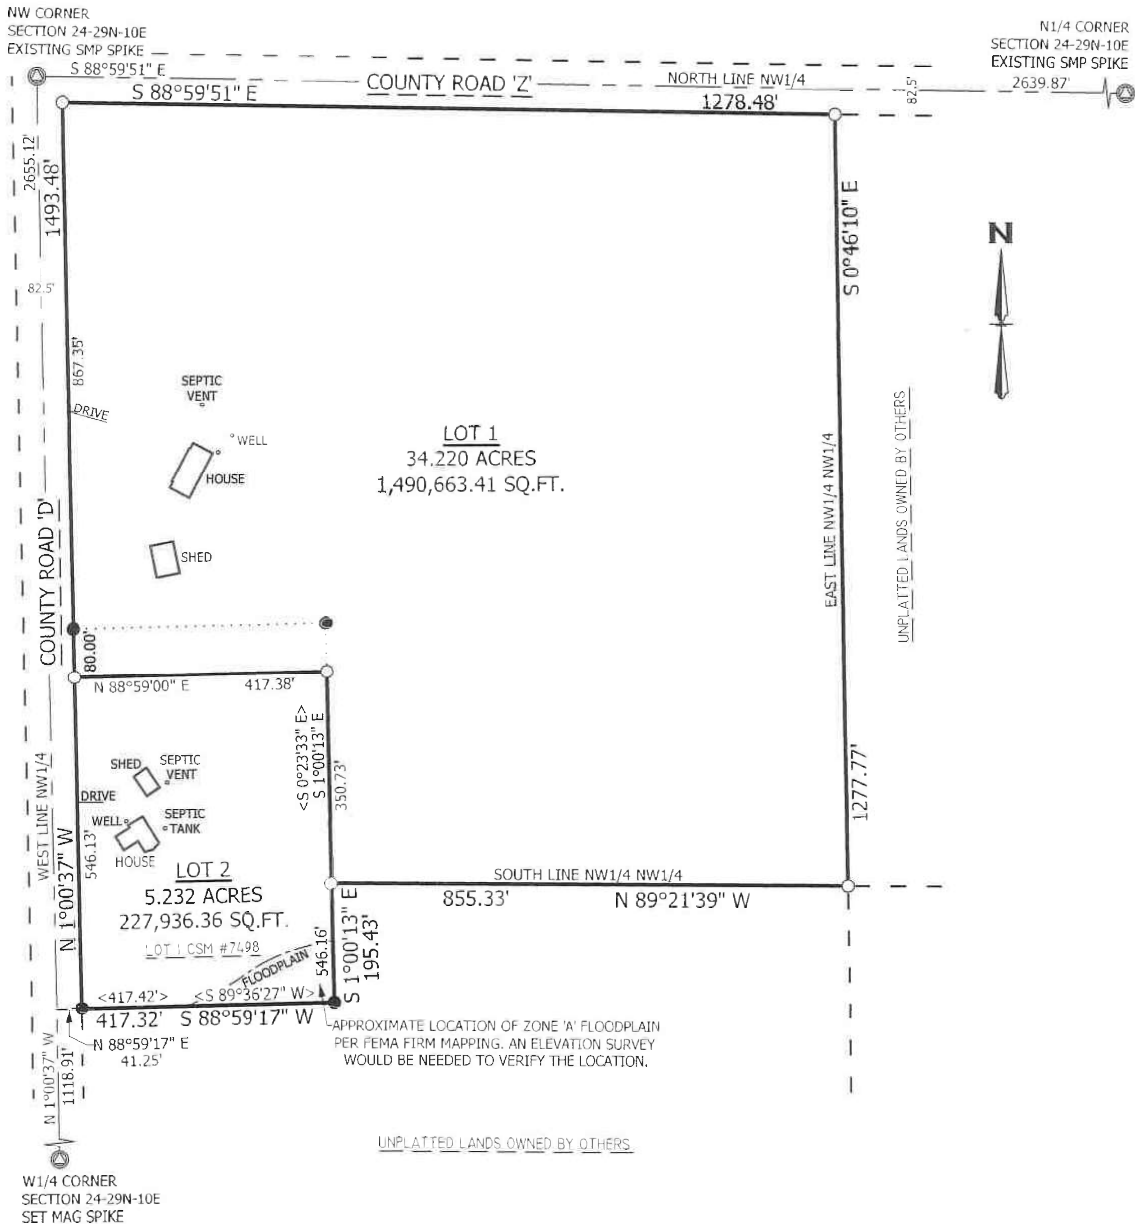 NW CORNER
SECTION 24-29N-10E
EXISTING SMP SPIKE
N1/4 CORNER
SECTION 24-29N-10E
EXISTING SMP SPIKE
2639.87
S 88°59'51" E
COUNTY ROAD 'Z'
NORTH LINE NW1/4
S 88°59'51" E
1278.48'
82.5'
2655.12'
1493.48'
S 0°46'10" E
N
82.5'
867.35'
DRIVE
SEPTIC
VENT
WELL
HOUSE
SHED
LOT 1
34.220 ACRES
1,490,663.41 SQ.FT.
EAST LINE NW1/4 NW1/4
UNPLATTED LANDS OWNED BY OTHERS
COUNTY ROAD 'D'
80.00'
N 88°59'00" E
417.38'
<S 0°23'33" E>
S 1°00'13" E
350.73'
1277.77'
SHED
SEPTIC
VENT
DRIVE
WELL
SEPTIC
TANK
HOUSE
WEST LINE NW1/4
N 1°00'37" W
546.13'
LOT 2
5.232 ACRES
227,936.36 SQ.FT.
LOT 1 CSM #7498
SOUTH LINE NW1/4 NW1/4
855.33'
N 89°21'39" W
FLOODPLAIN
546.16'
S 1°00'13" E
195.43'
<417.42'>
<S 89°36'27" W>
417.32'
S 88°59'17" W
N 88°59'17" E
41.25'
APPROXIMATE LOCATION OF ZONE 'A' FLOODPLAIN
PER FEMA FIRM MAPPING. AN ELEVATION SURVEY
WOULD BE NEEDED TO VERIFY THE LOCATION.
N 1°00'37" W
1118.91'
UNPLATTED LANDS OWNED BY OTHERS
W1/4 CORNER
SECTION 24-29N-10E
SET MAG SPIKE